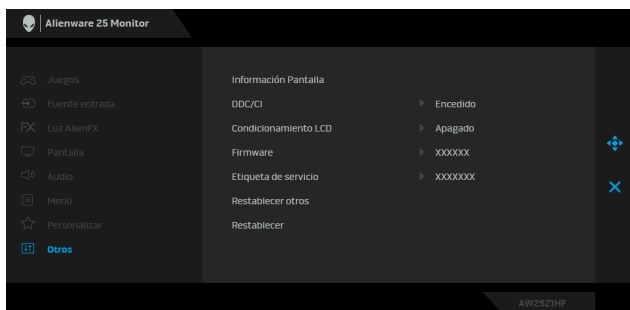 Alienware 25 Monitor
Juegos
Fuente entrada
Luz AlienFX
Pantalla
Audio
Menú
Personalizar
Otros
Información Pantalla
DDC/CI Encedido
Condicionamiento LCD Apagado
Firmware XXXXXX
Etiqueta de servicio XXXXXXX
Restablecer otros
Restablecer
AW2521HF